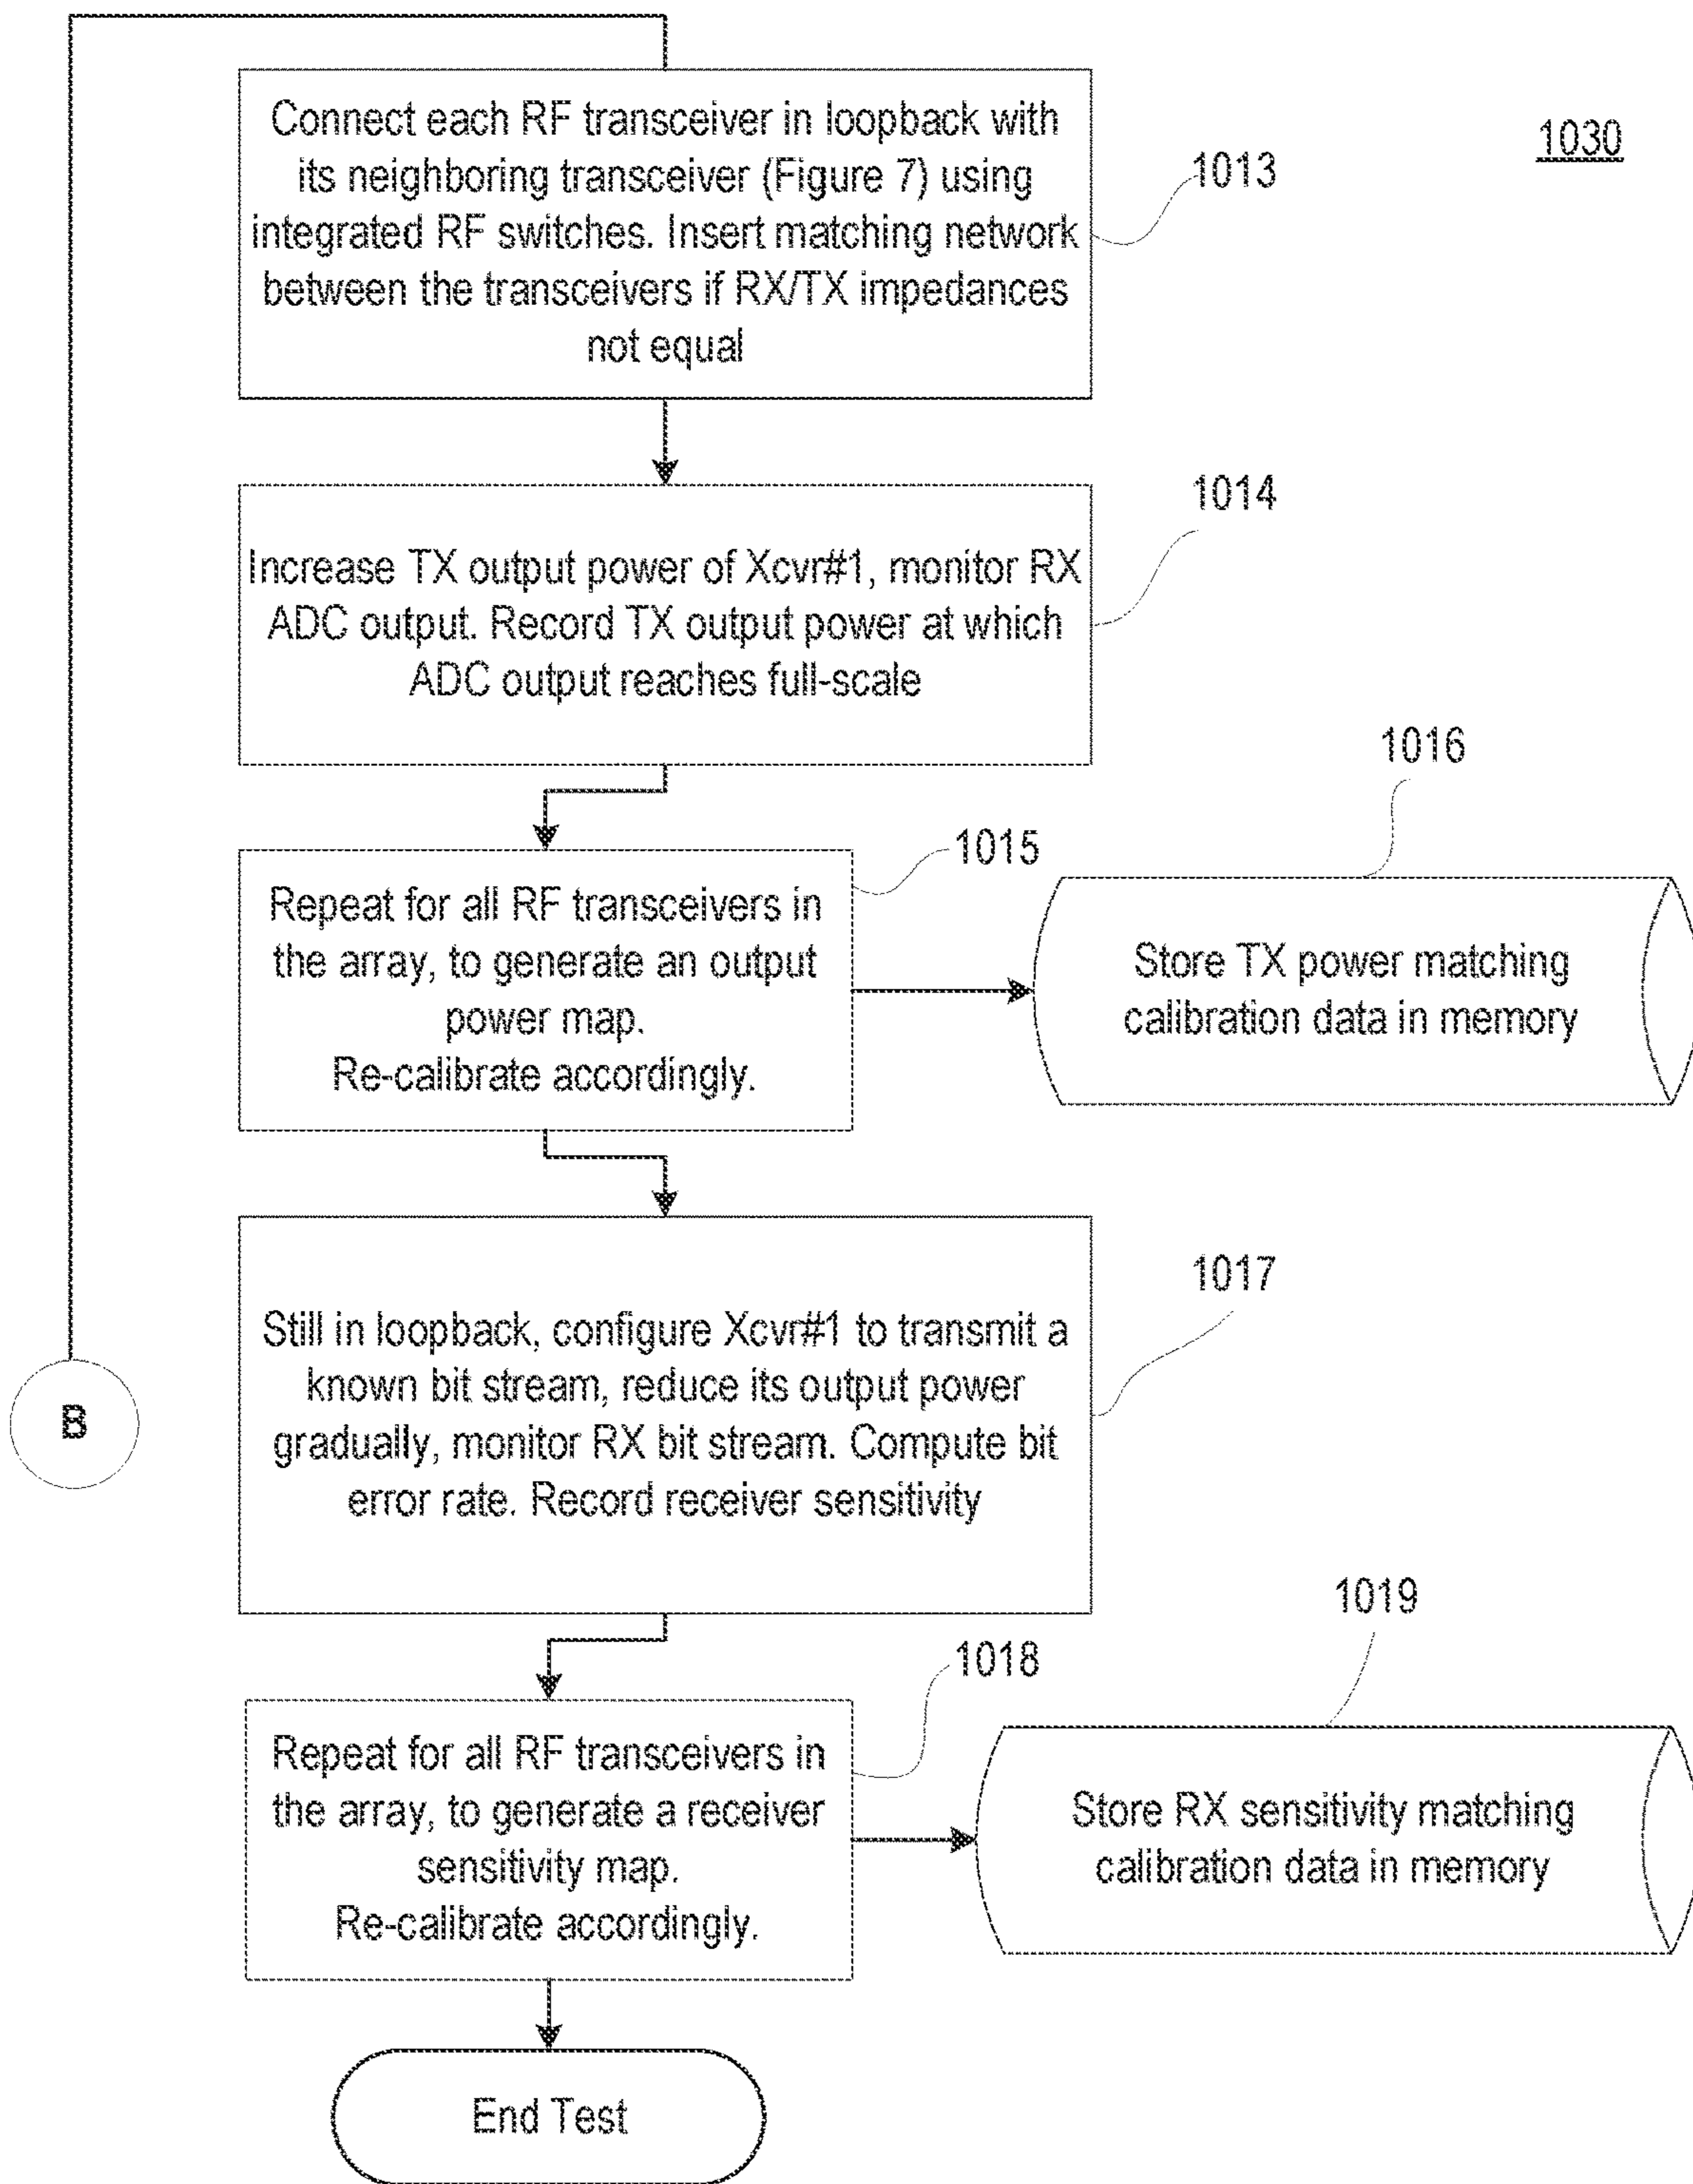 1030
Connect each RF transceiver in loopback with
its neighboring transceiver (Figure 7) using
integrated RF switches. Insert matching network
between the transceivers if RX/TX impedances
not equal
1013
1014
Increase TX output power of Xcvr#1, monitor RX
ADC output. Record TX output power at which
ADC output reaches full-scale
1016
1015
Repeat for all RF transceivers in
the array, to generate an output
power map.
Re-calibrate accordingly.
Store TX power matching
calibration data in memory
1017
Still in loopback, configure Xcvr#1 to transmit a
known bit stream, reduce its output power
gradually, monitor RX bit stream. Compute bit
error rate. Record receiver sensitivity
B
1019
1018
Repeat for all RF transceivers in
the array, to generate a receiver
sensitivity map.
Re-calibrate accordingly.
Store RX sensitivity matching
calibration data in memory
End Test